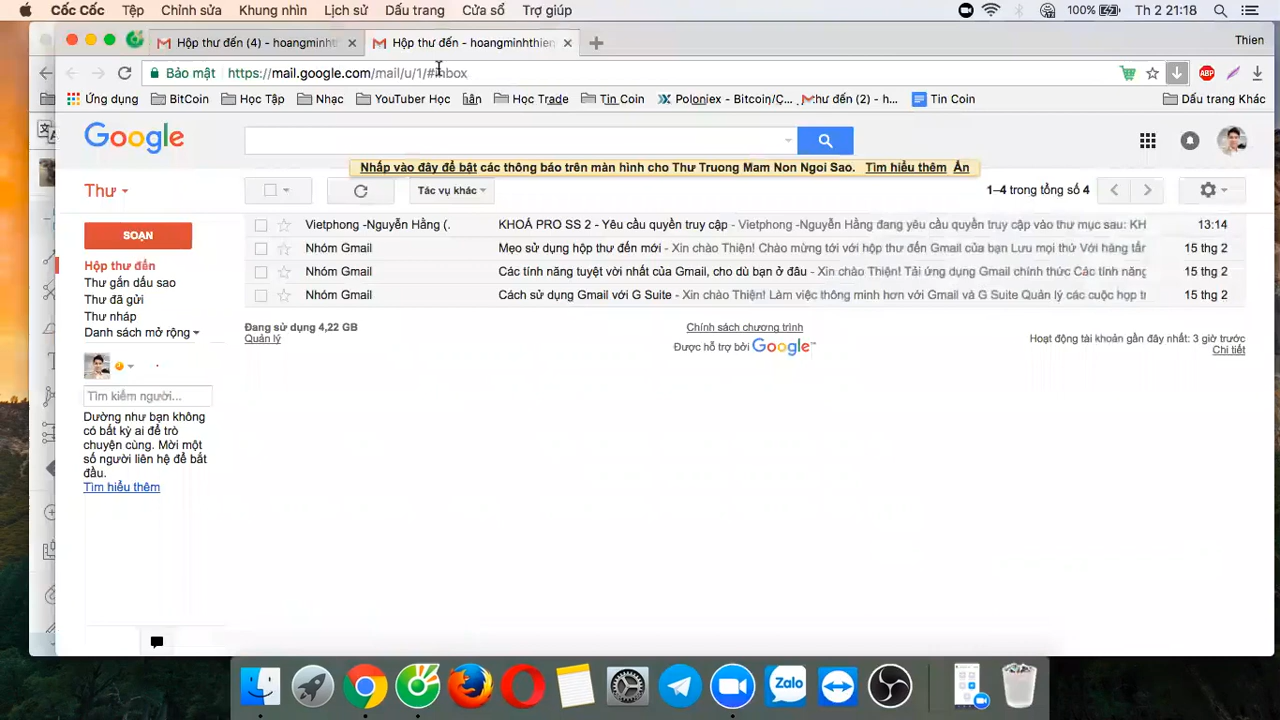 Cốc Cốc Tệp Chỉnh sửa Khung nhìn Lịch sử Dấu trang Cửa sổ Trợ giúp 100% Th 2 21:18
Hộp thư đến (4) - hoangminhth Hộp thư đến - hoangminhthien Thien
Bảo mật https://mail.google.com/mail/u/1/#inbox ABP
Ứng dụng BitCoin Học Tập Nhạc YouTuber Học Học Trade Tin Coin Poloniex - Bitcoin/Ç... hư đến (2) - h... Tin Coin Dấu trang Khác
Google
Nhấp vào đây để bật các thông báo trên màn hình cho Thư Truong Mam Non Ngoi Sao. Tìm hiểu thêm Ẩn
Thư Tác vụ khác 1–4 trong tổng số 4
SOẠN
Vietphong -Nguyễn Hằng (. KHOÁ PRO SS 2 - Yêu cầu quyền truy cập - Vietphong -Nguyễn Hằng đang yêu cầu quyền truy cập vào thư mục sau: KH 13:14
Nhóm Gmail Mẹo sử dụng hộp thư đến mới - Xin chào Thiện! Chào mừng tới với hộp thư đến Gmail của bạn Lưu mọi thứ Với hàng tấn 15 thg 2
Nhóm Gmail Các tính năng tuyệt vời nhất của Gmail, cho dù bạn ở đâu - Xin chào Thiện! Tải ứng dụng Gmail chính thức Các tính năng 15 thg 2
Nhóm Gmail Cách sử dụng Gmail với G Suite - Xin chào Thiện! Làm việc thông minh hơn với Gmail và G Suite Quản lý các cuộc họp t 15 thg 2
Hộp thư đến
Thư gắn dấu sao
Thư đã gửi
Thư nháp
Danh sách mở rộng
Đang sử dụng 4,22 GB
Quản lý
Chính sách chương trình
Được hỗ trợ bởi Google™
Hoạt động tài khoản gần đây nhất: 3 giờ trước
Chi tiết
Tìm kiếm người...
Dường như bạn không
có bất kỳ ai để trò
chuyện cùng. Mời một
số người liên hệ để bắt
đầu.
Tìm hiểu thêm
Zalo